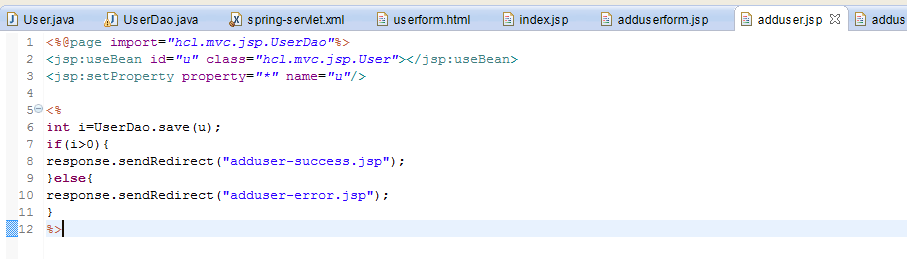 User.java UserDao.java spring-servlet.xml userform.html index.jsp adduserform.jsp adduser.jsp addus
1 <%@page import="hcl.mvc.jsp.UserDao"%>
2 <jsp:useBean id="u" class="hcl.mvc.jsp.User"></jsp:useBean>
3 <jsp:setProperty property="*" name="u"/>
4
5 <%
6 int i=UserDao.save(u);
7 if(i>0){
8 response.sendRedirect("adduser-success.jsp");
9 }else{
10 response.sendRedirect("adduser-error.jsp");
11 }
12 %>